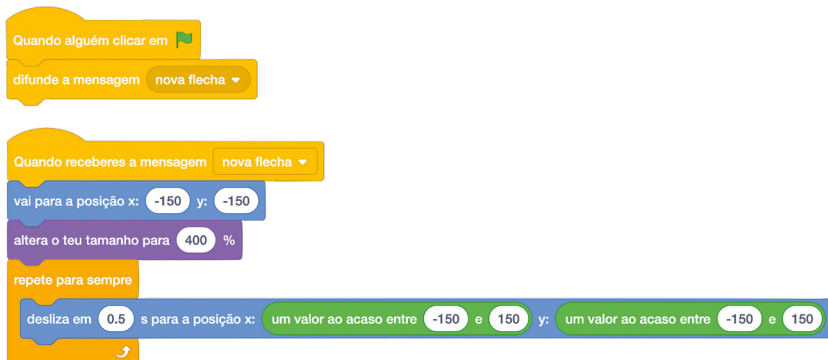 Quando alguém clicar em
difunde a mensagem nova flecha
Quando receberes a mensagem nova flecha
vai para a posição x: -150 y: -150
altera o teu tamanho para 400 %
repete para sempre
desliza em 0.5 s para a posição x: um valor ao acaso entre -150 e 150 y: um valor ao acaso entre -150 e 150